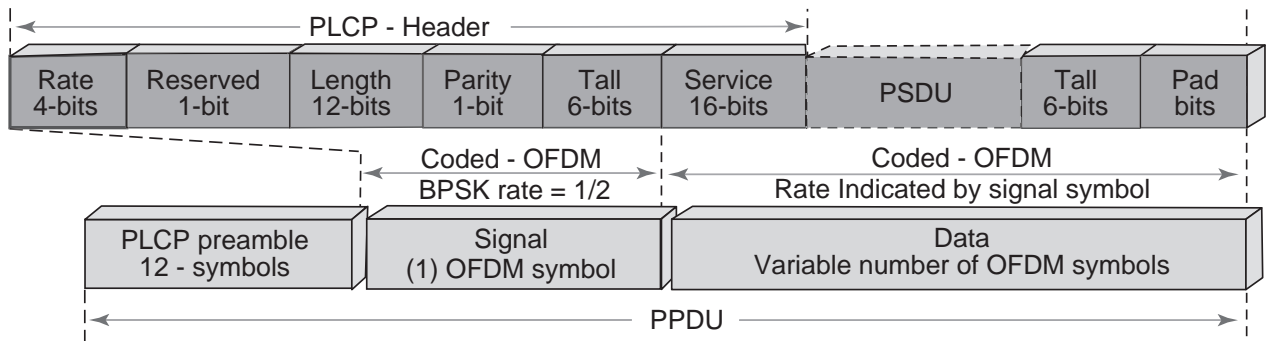 PLCP - Header
Rate 4-bits
Reserved 1-bit
Length 12-bits
Parity 1-bit
Tall 6-bits
Service 16-bits
PSDU
Tall 6-bits
Pad bits
Coded - OFDM
BPSK rate = 1/2
Coded - OFDM
Rate Indicated by signal symbol
PLCP preamble
12 - symbols
Signal
(1) OFDM symbol
Data
Variable number of OFDM symbols
PPDU